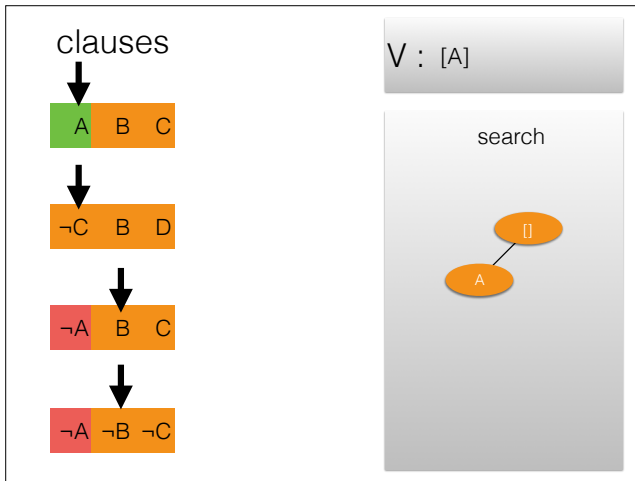 clauses
A B C
¬C B D
¬A B C
¬A ¬B ¬C
V : [A]
search
[]
A